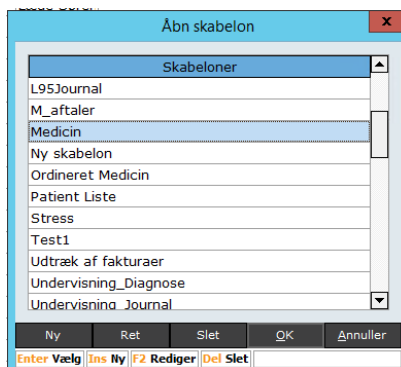 Åbn skabelon
x
Skabeloner
L95Journal
M_aftaler
Medicin
Ny skabelon
Ordineret Medicin
Patient Liste
Stress
Test1
Udtræk af fakturaer
Undervisning_Diagnose
Undervisning_Journal
Ny Ret Slet OK Annuller
Enter Vælg Ins Ny F2 Rediger Del Slet